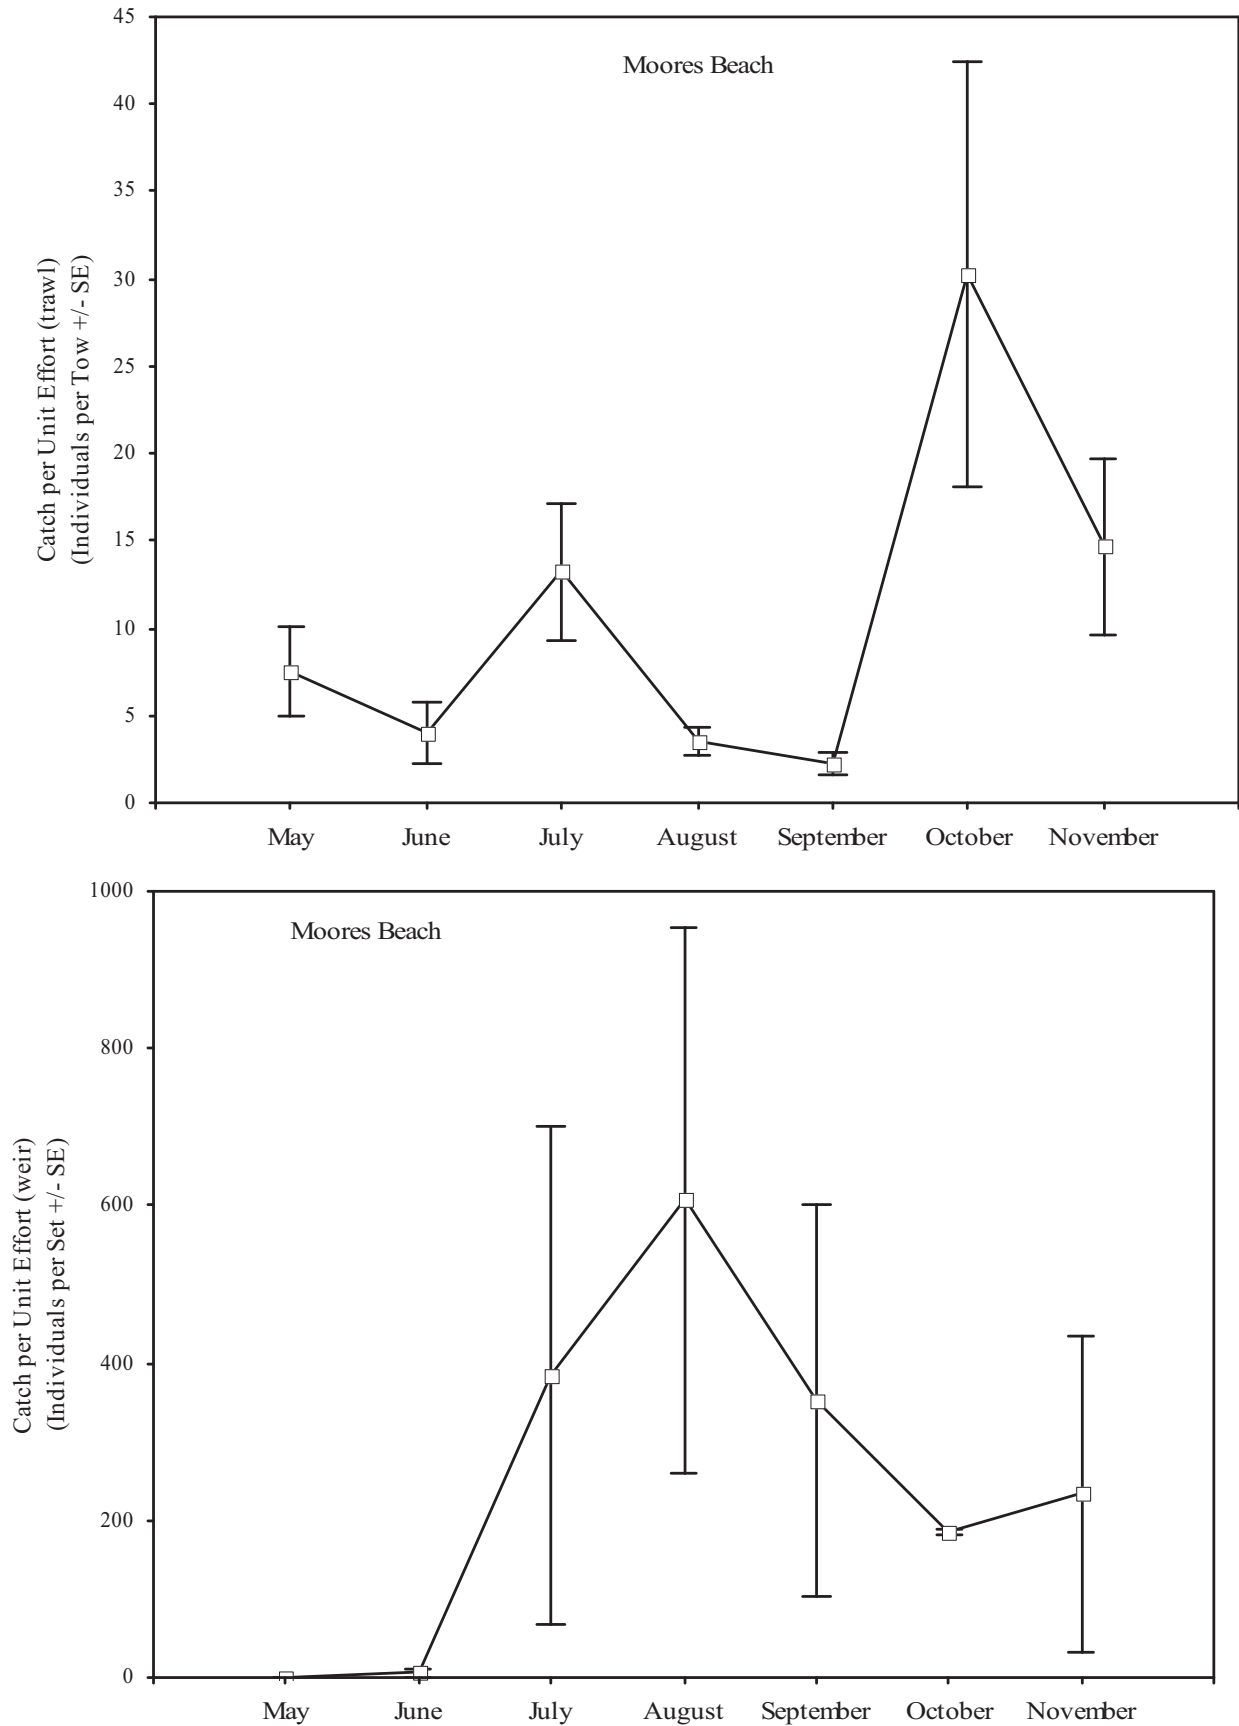 45
Moores Beach
40
35
30
25
20
15
10
5
0
Catch per Unit Effort (trawl)
(Individuals per Tow +/- SE)
May June July August September October November
1000
Moores Beach
800
600
400
200
0
Catch per Unit Effort (weir)
(Individuals per Set +/- SE)
May June July August September October November